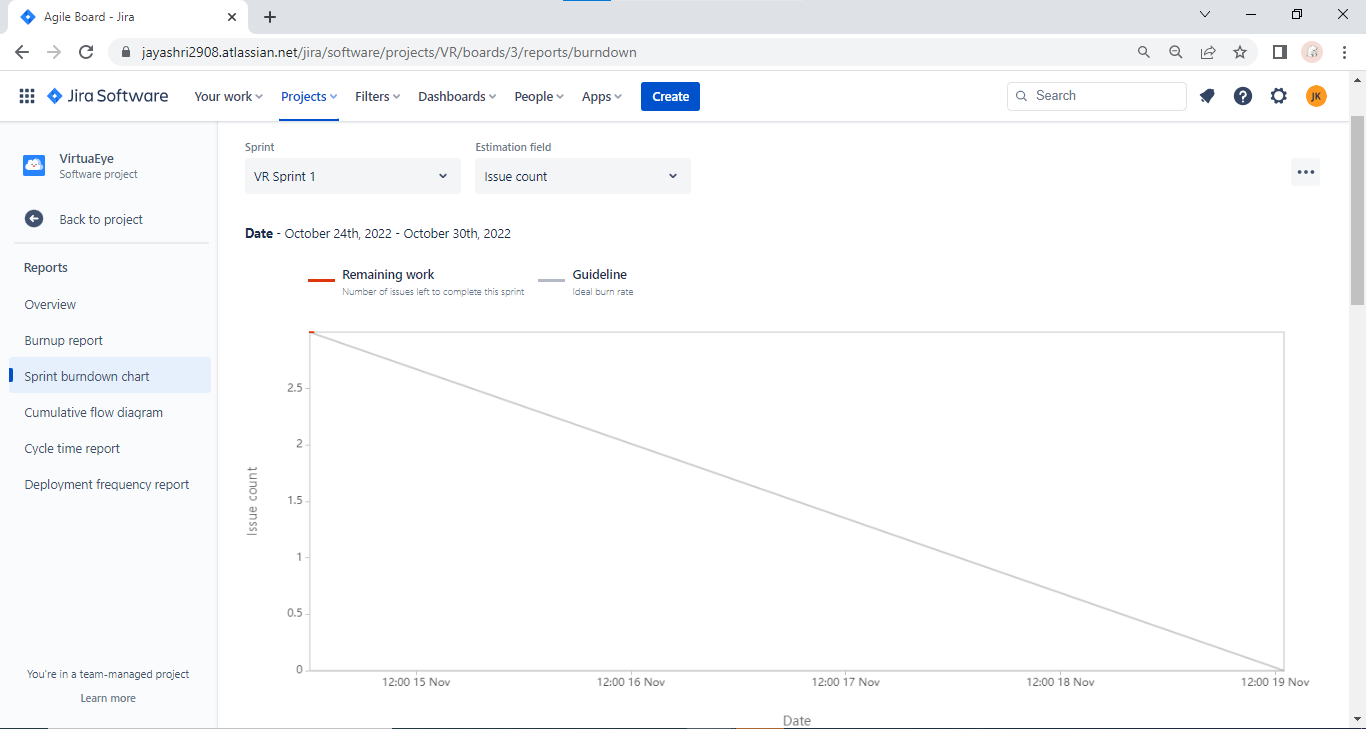 Agile Board - Jira
jayashri2908.atlassian.net/jira/software/projects/VR/boards/3/reports/burndown
Jira Software Your work Projects Filters Dashboards People Apps Create Search JK
VirtuaEye
Software project
Back to project
Reports
Overview
Burnup report
Sprint burndown chart
Cumulative flow diagram
Cycle time report
Deployment frequency report
You're in a team-managed project
Learn more
Sprint Estimation field
VR Sprint 1 Issue count
Date - October 24th, 2022 - October 30th, 2022
Remaining work Guideline
Number of issues left to complete this sprint Ideal burn rate
2.5
2
1.5
1
0.5
0
Issue count
12:00 15 Nov 12:00 16 Nov 12:00 17 Nov 12:00 18 Nov 12:00 19 Nov
Date